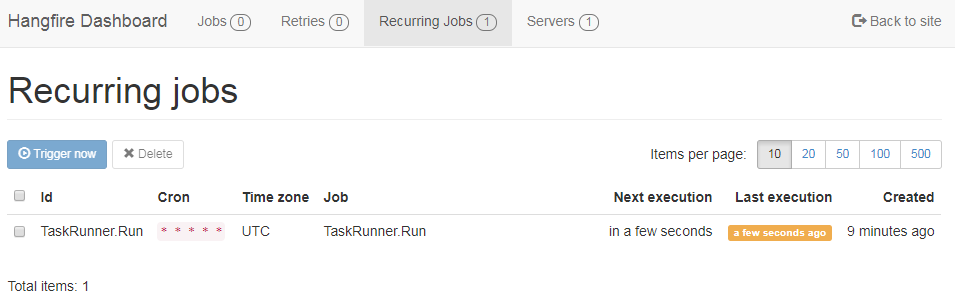 Hangfire Dashboard Jobs 0 Retries 0 Recurring Jobs 1 Servers 1 Back to site
Recurring jobs
Trigger now Delete Items per page: 10 20 50 100 500
Id Cron Time zone Job Next execution Last execution Created
TaskRunner.Run * * * * * UTC TaskRunner.Run in a few seconds a few seconds ago 9 minutes ago
Total items: 1